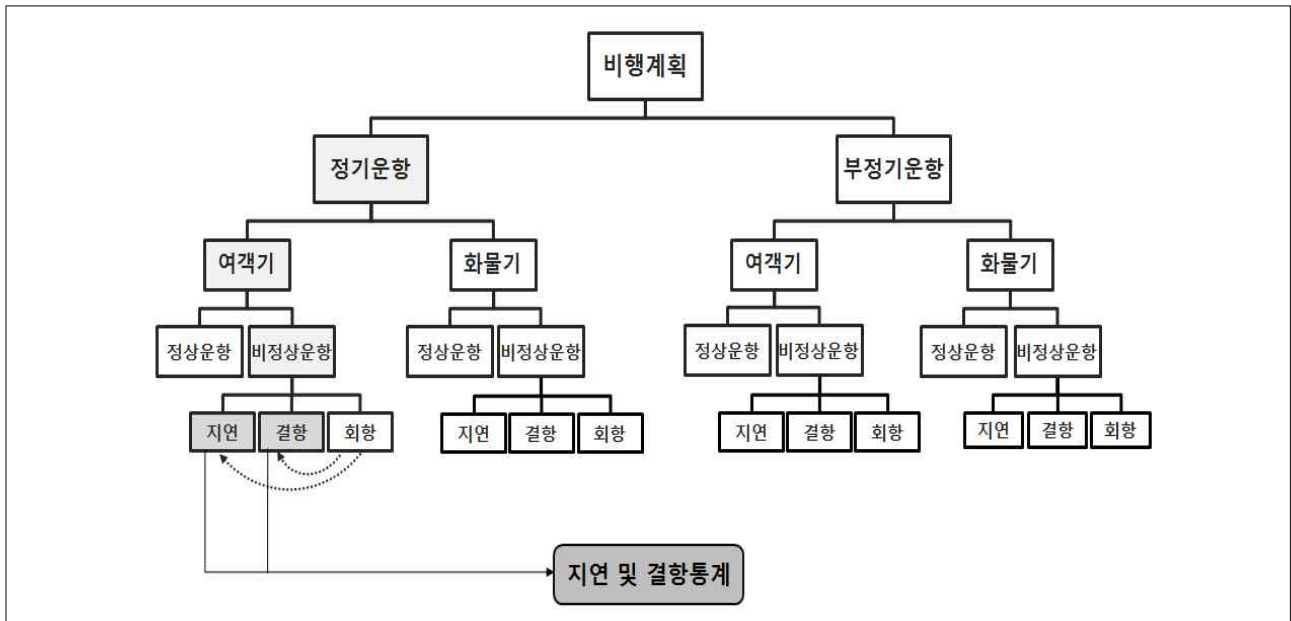 비행계획
정기운항
부정기운항
여객기
화물기
여객기
화물기
정상운항
비정상운항
정상운항
비정상운항
정상운항
비정상운항
정상운항
비정상운항
지연
결항
회항
지연
결항
회항
지연
결항
회항
지연
결항
회항
지연 및 결항통계